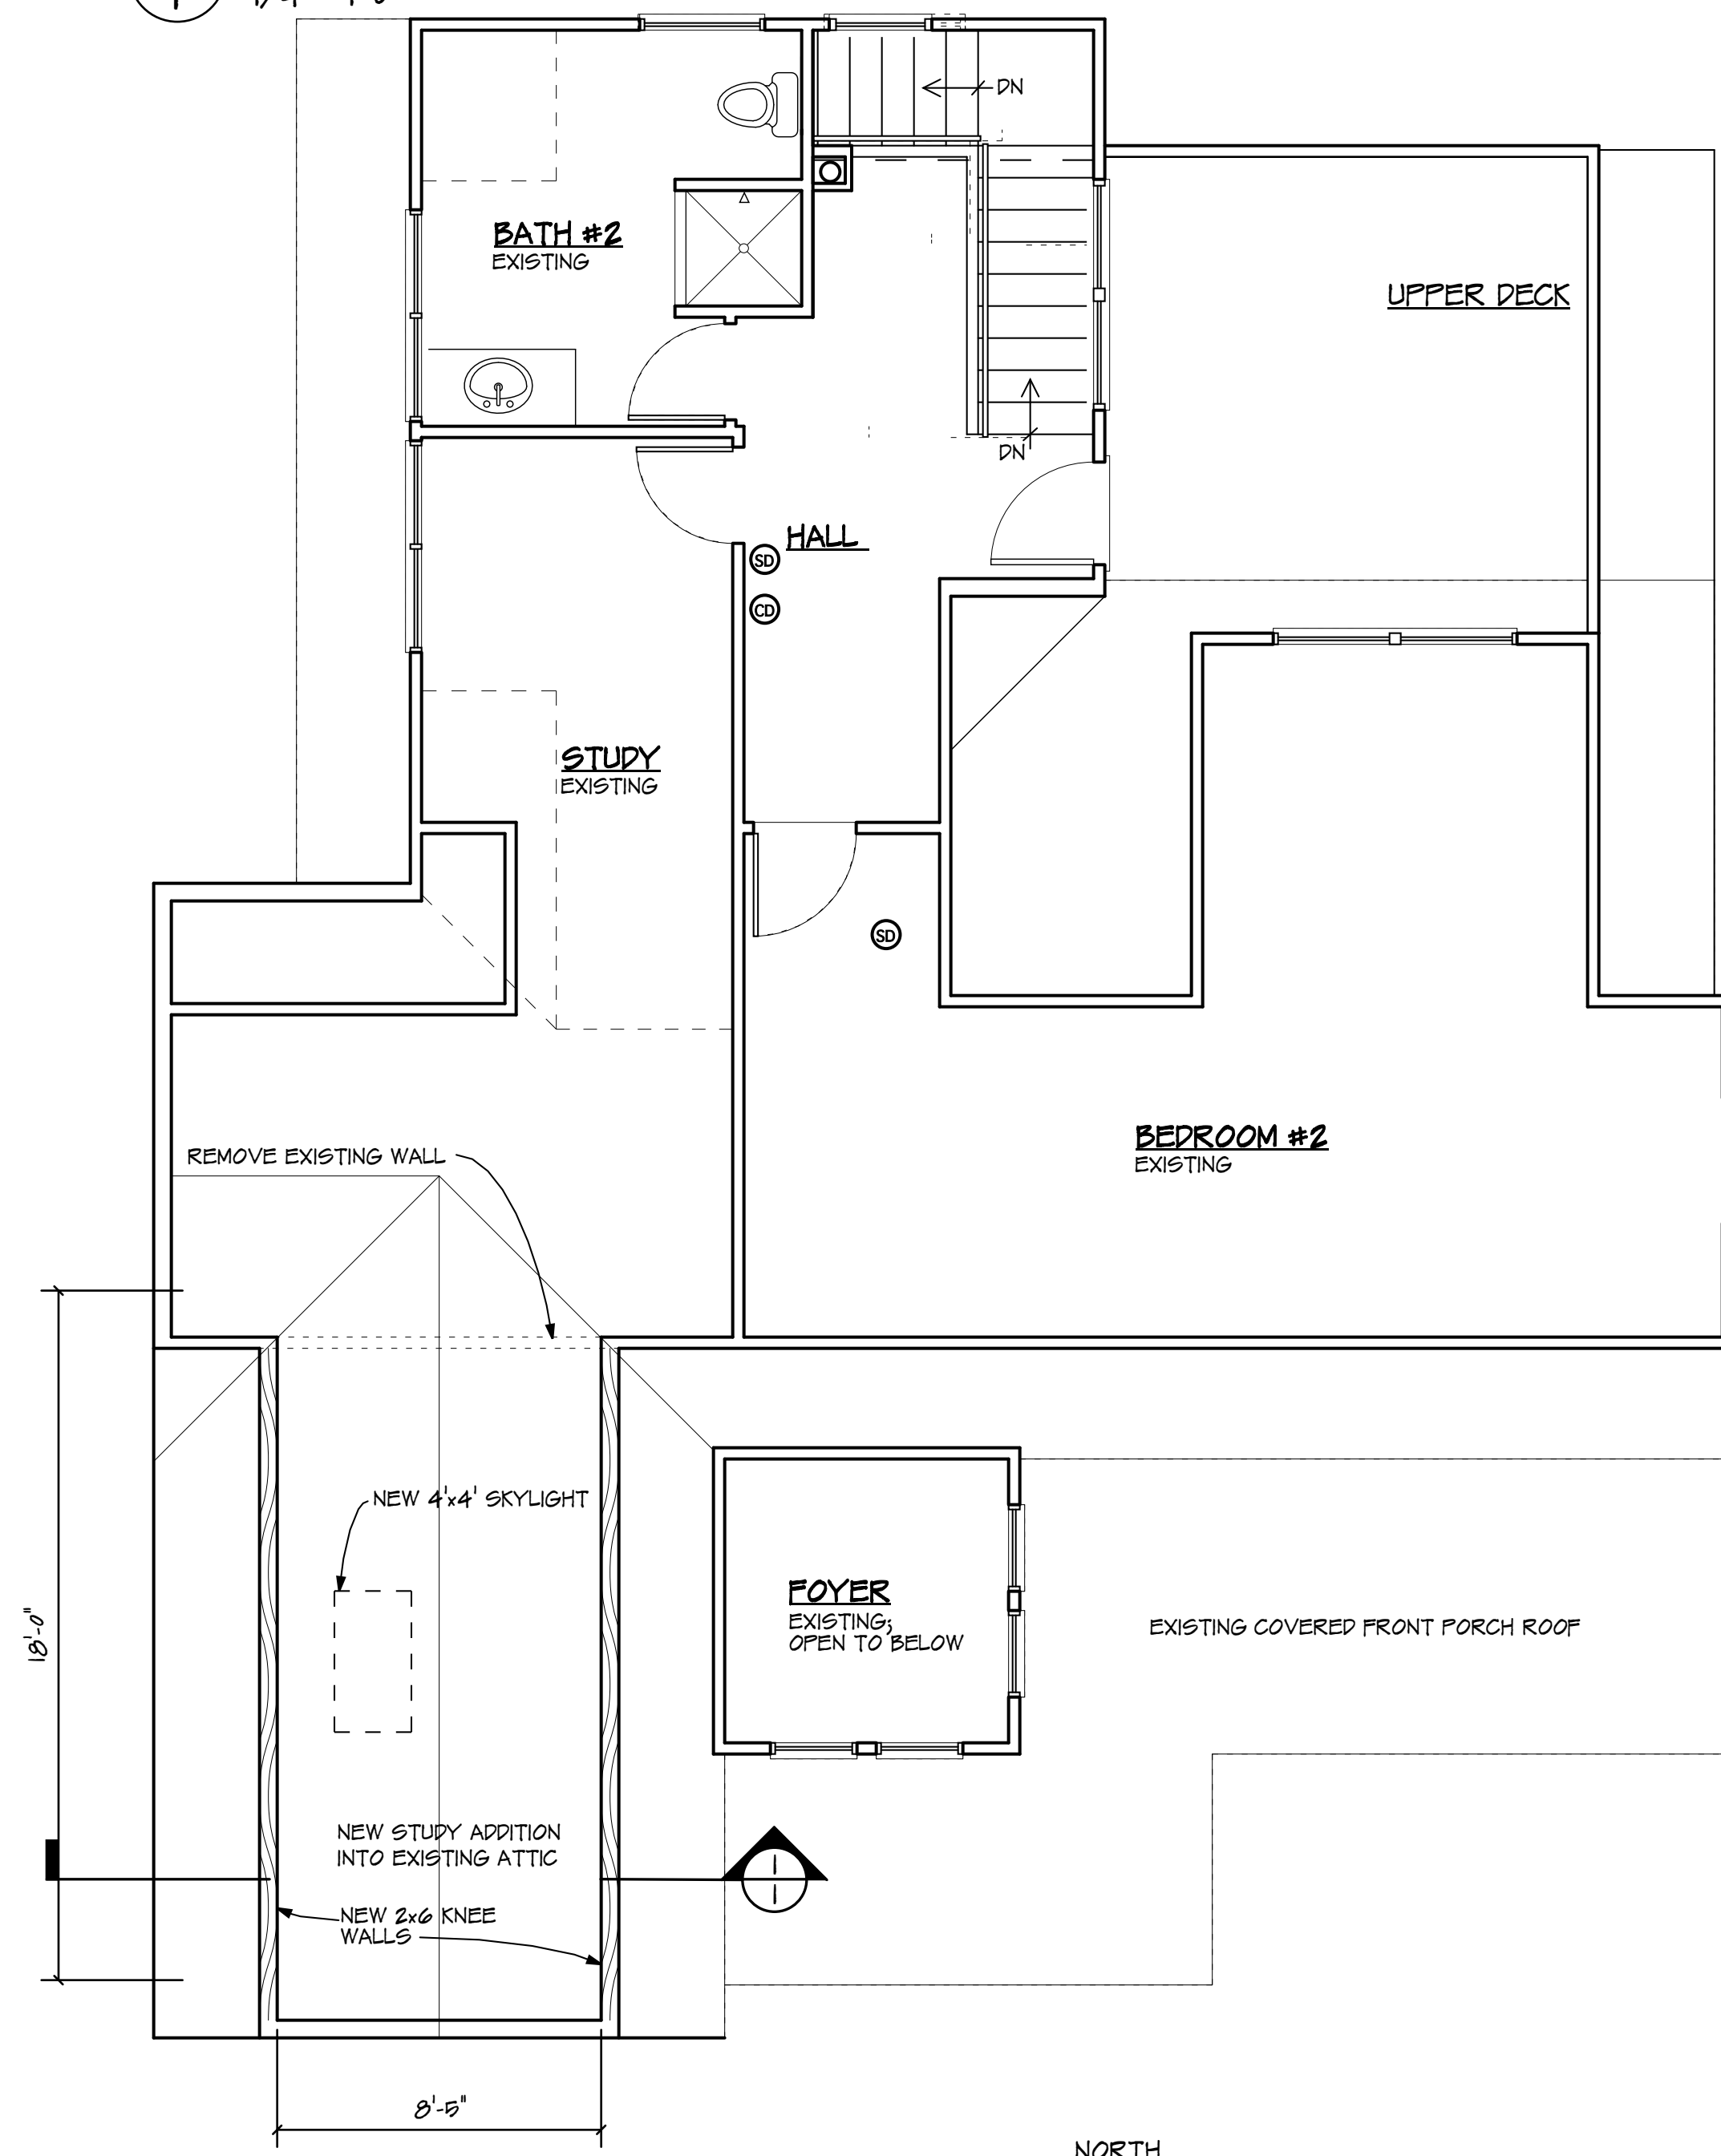 DN
BATH #2
EXISTING
UPPER DECK
DN
HALL
SD
CD
STUDY
EXISTING
SD
REMOVE EXISTING WALL
BEDROOM #2
EXISTING
NEW 4'x4' SKYLIGHT
FOYER
EXISTING;
OPEN TO BELOW
EXISTING COVERED FRONT PORCH ROOF
18'-0"
NEW STUDY ADDITION
INTO EXISTING ATTIC
NEW 2x6 KNEE
WALLS
8'-5"
NORTH